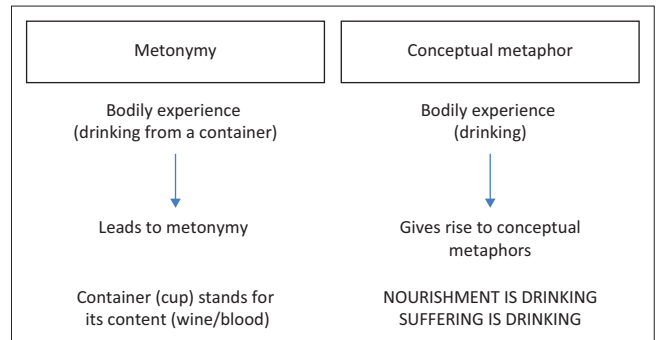 Metonymy
Bodily experience
(drinking from a container)
Leads to metonymy
Container (cup) stands for
its content (wine/blood)
Conceptual metaphor
Bodily experience
(drinking)
Gives rise to conceptual
metaphors
NOURISHMENT IS DRINKING
SUFFERING IS DRINKING